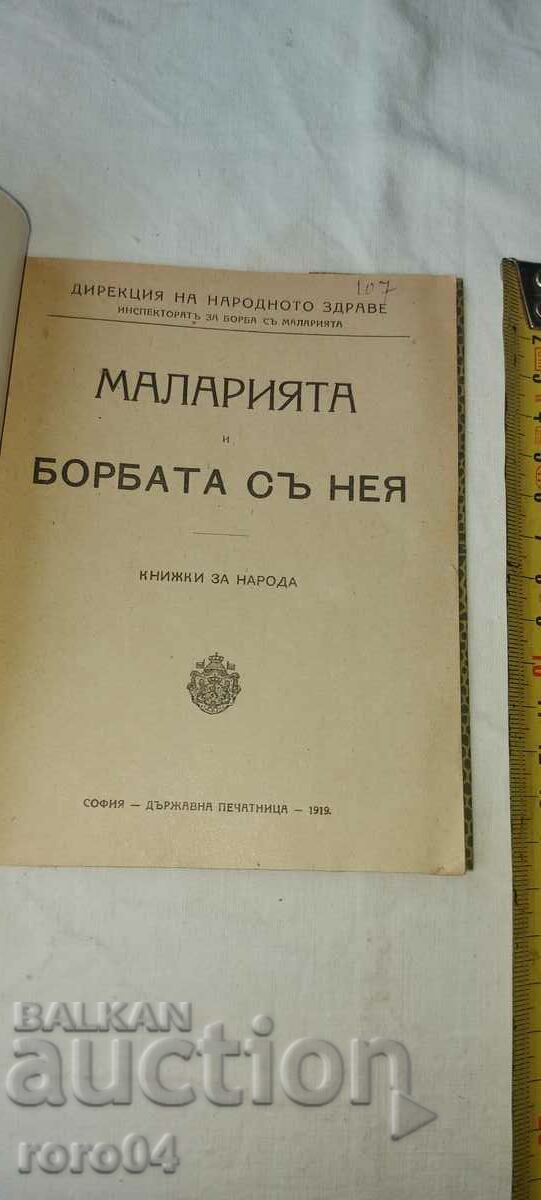 107
ДИРЕКЦИЯ НА НАРОДНОТО ЗДРАВЕ
ИНСПЕКТОРАТЪ ЗА БОРБА СЪ МАЛАРИЯТА
МАЛАРИЯТА
И
БОРБАТА СЪ НЕЯ
КНИЖКИ ЗА НАРОДА
СОФИЯ — ДЪРЖАВНА ПЕЧАТНИЦА — 1919.
BALKAN
auction
roro04